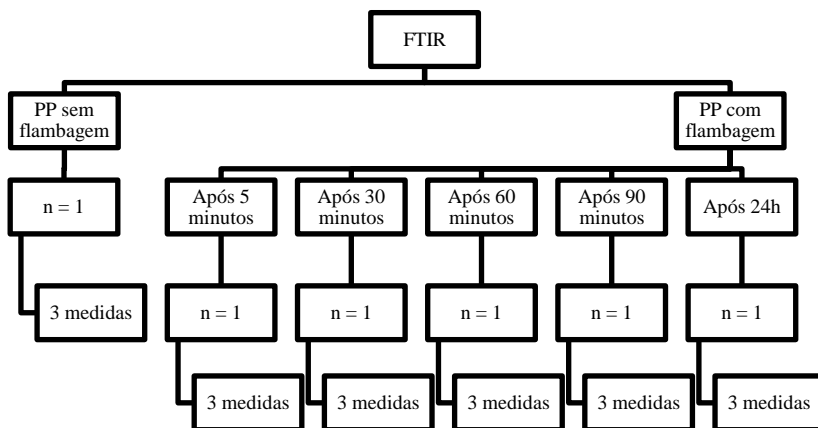 FTIR
PP sem
flambagem
PP com
flambagem
n = 1
Após 5
minutos
Após 30
minutos
Após 60
minutos
Após 90
minutos
Após 24h
3 medidas
n = 1
n = 1
n = 1
n = 1
n = 1
3 medidas
3 medidas
3 medidas
3 medidas
3 medidas